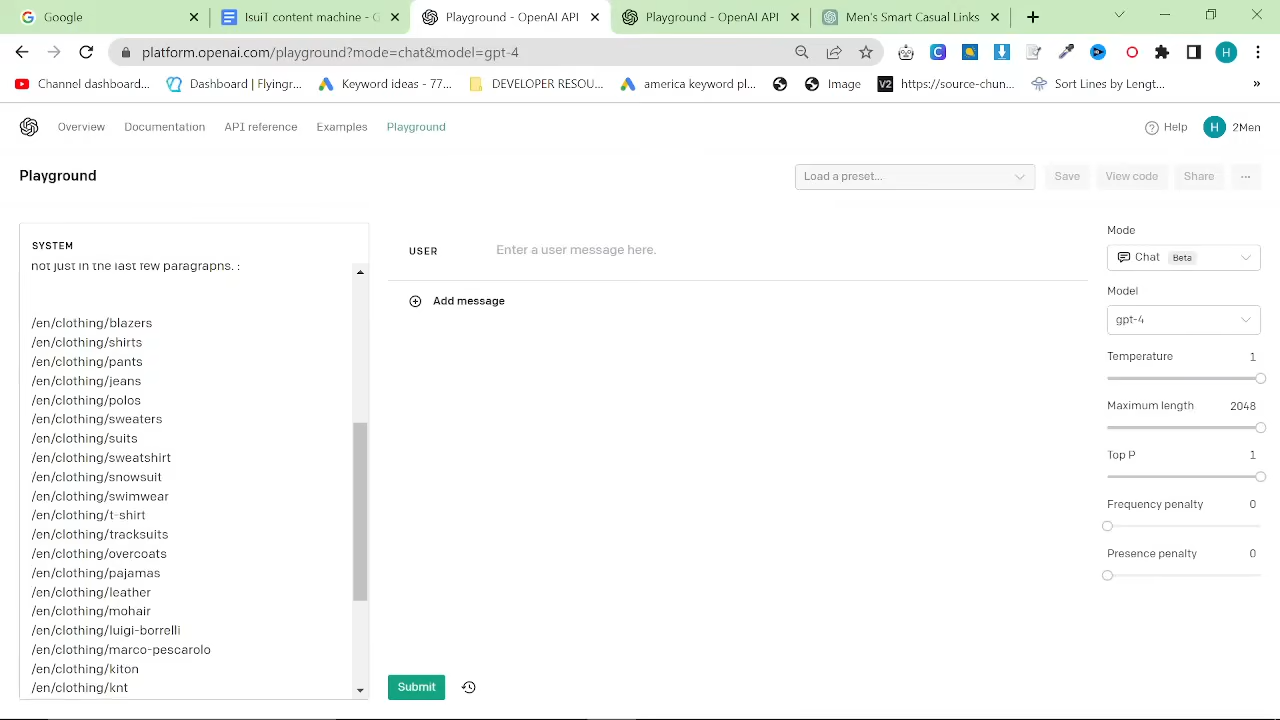 Google
IsuiT content machine - G
Playground - OpenAI API
Playground - OpenAI API
Men's Smart Casual Links
platform.openai.com/playground?mode=chat&model=gpt-4
H
Channel dashboard...
Dashboard | Flyingr...
Keyword ideas - 77...
DEVELOPER RESOU...
america keyword pl...
Image
V2
https://source-chun...
Sort Lines by Lengt...
»
Overview
Documentation
API reference
Examples
Playground
Help
H
2Men
Playground
Load a preset...
Save
View code
Share
...
SYSTEM
not just in the last few paragraphs. :
/en/clothing/blazers
/en/clothing/shirts
/en/clothing/pants
/en/clothing/jeans
/en/clothing/polos
/en/clothing/sweaters
/en/clothing/suits
/en/clothing/sweatshirt
/en/clothing/snowsuit
/en/clothing/swimwear
/en/clothing/t-shirt
/en/clothing/tracksuits
/en/clothing/overcoats
/en/clothing/pajamas
/en/clothing/leather
/en/clothing/mohair
/en/clothing/luigi-borrelli
/en/clothing/marco-pescarolo
/en/clothing/kiton
/en/clothing/knt
USER
Enter a user message here.
Add message
Submit
Mode
Chat Beta
Model
gpt-4
Temperature 1
Maximum length 2048
Top P 1
Frequency penalty 0
Presence penalty 0